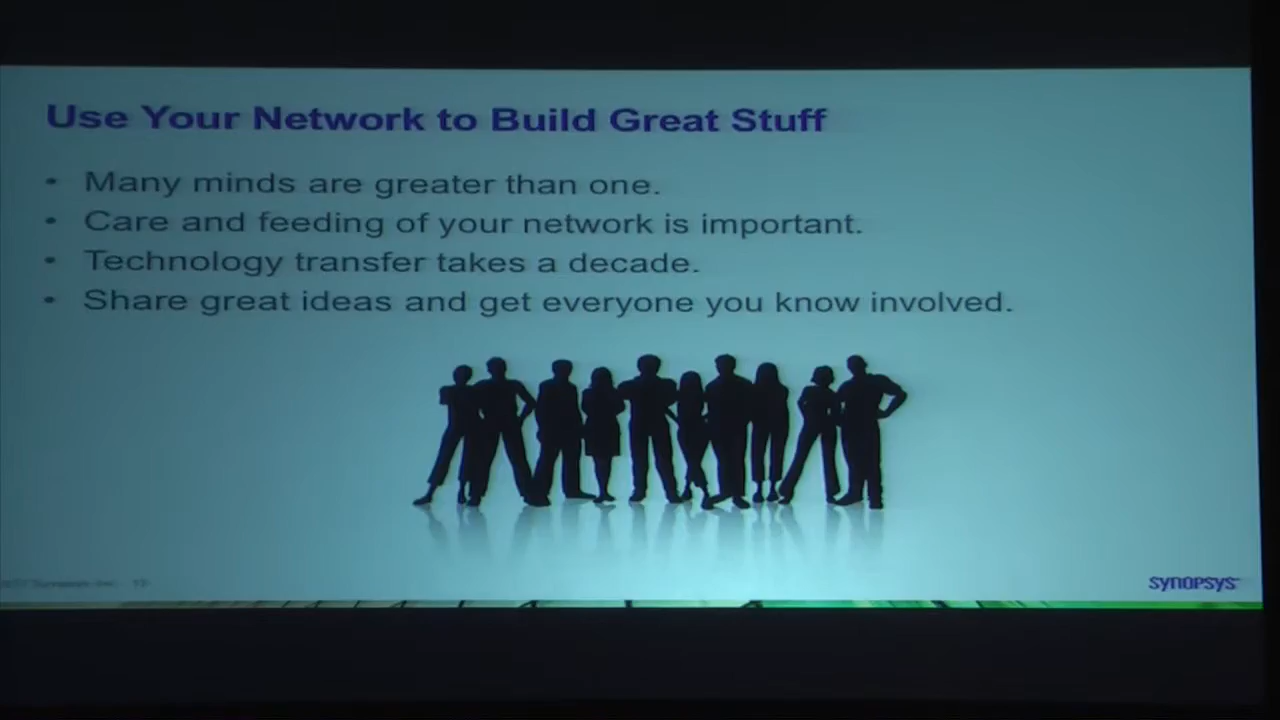 Use Your Network to Build Great Stuff
• Many minds are greater than one.
• Care and feeding of your network is important.
• Technology transfer takes a decade.
• Share great ideas and get everyone you know involved.
SYNOPSYS